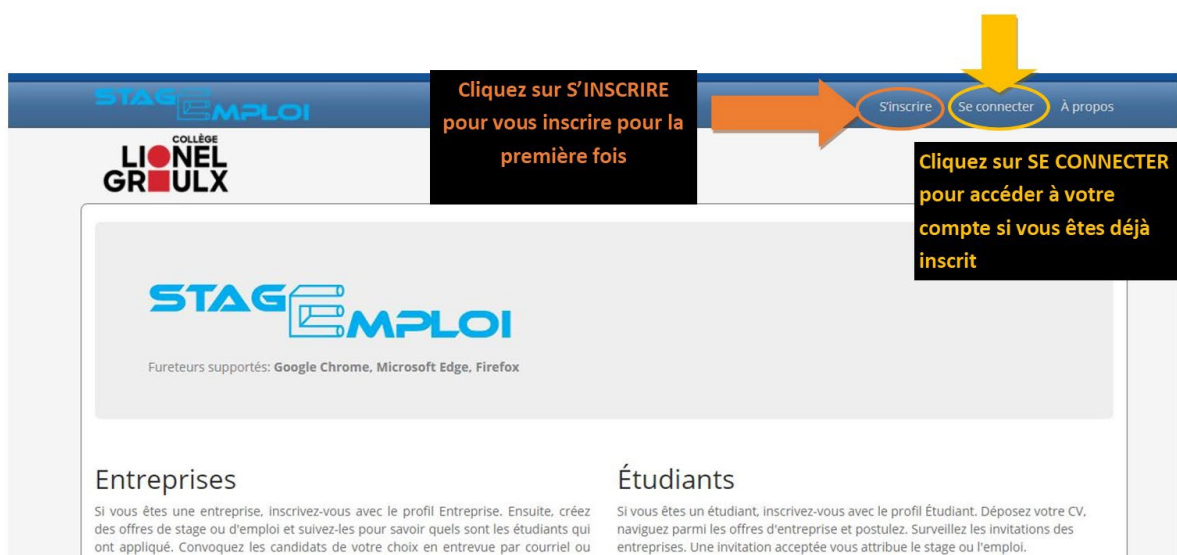 STAGEMPLOI
Cliquez sur S’INSCRIRE
pour vous inscrire pour la
première fois
S'inscrire
Se connecter
À propos
COLLÈGE
LIONEL
GROULX
Cliquez sur SE CONNECTER
pour accéder à votre
compte si vous êtes déjà
inscrit
STAGEMPLOI
Fureteurs supportés: Google Chrome, Microsoft Edge, Firefox
Entreprises
Si vous êtes une entreprise, inscrivez-vous avec le profil Entreprise. Ensuite, créez
des offres de stage ou d'emploi et suivez-les pour savoir quels sont les étudiants qui
ont appliqué. Convoquez les candidats de votre choix en entrevue par courriel ou
Étudiants
Si vous êtes un étudiant, inscrivez-vous avec le profil Étudiant. Déposez votre CV,
naviguez parmi les offres d'entreprise et postulez. Surveillez les invitations des
entreprises. Une invitation acceptée vous attribue le stage ou l'emploi.